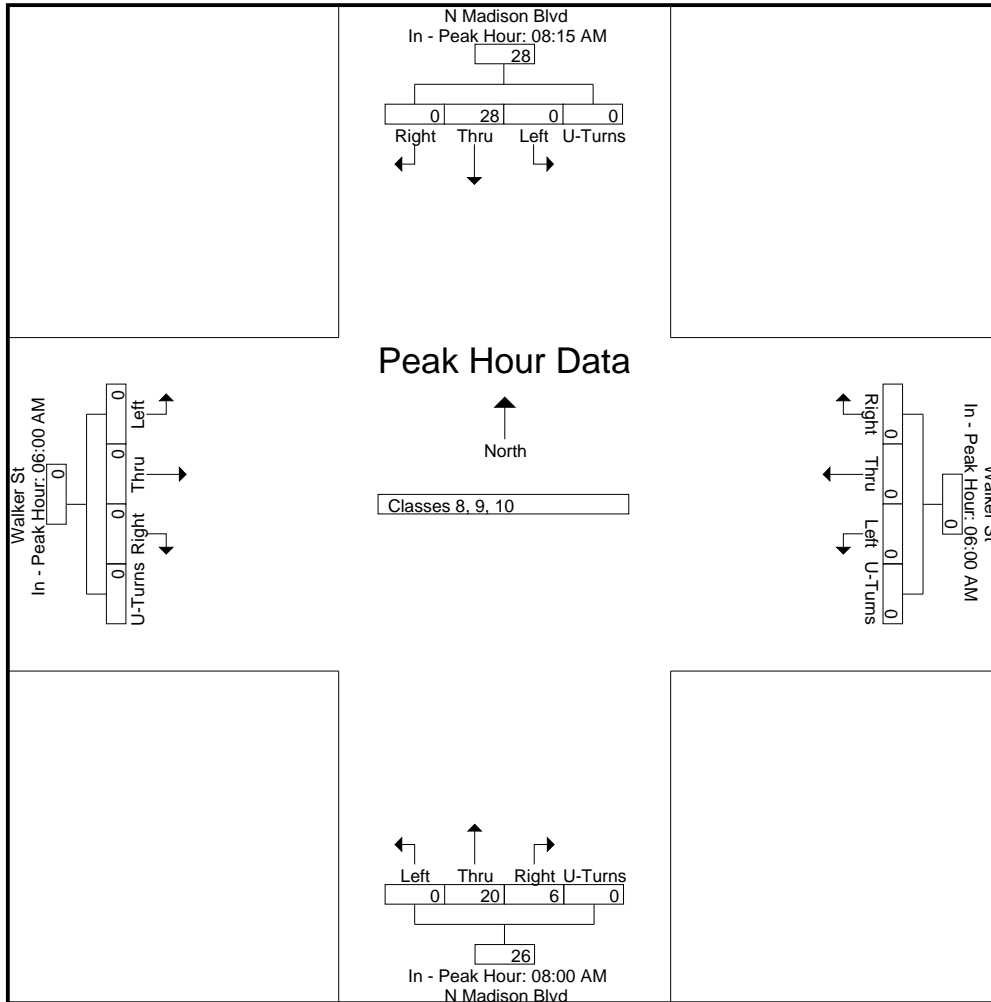 N Madison Blvd
In - Peak Hour: 08:15 AM
28
0 28 0 0
Right Thru Left U-Turns
Peak Hour Data
North
Classes 8, 9, 10
Walker St
In - Peak Hour: 06:00 AM
0
0 0 0 0
Left Thru Right U-Turns
Walker St
In - Peak Hour: 06:00 AM
0
0 0 0 0
Right Thru Left U-Turns
Left Thru Right U-Turns
0 20 6 0
26
In - Peak Hour: 08:00 AM
N Madison Blvd